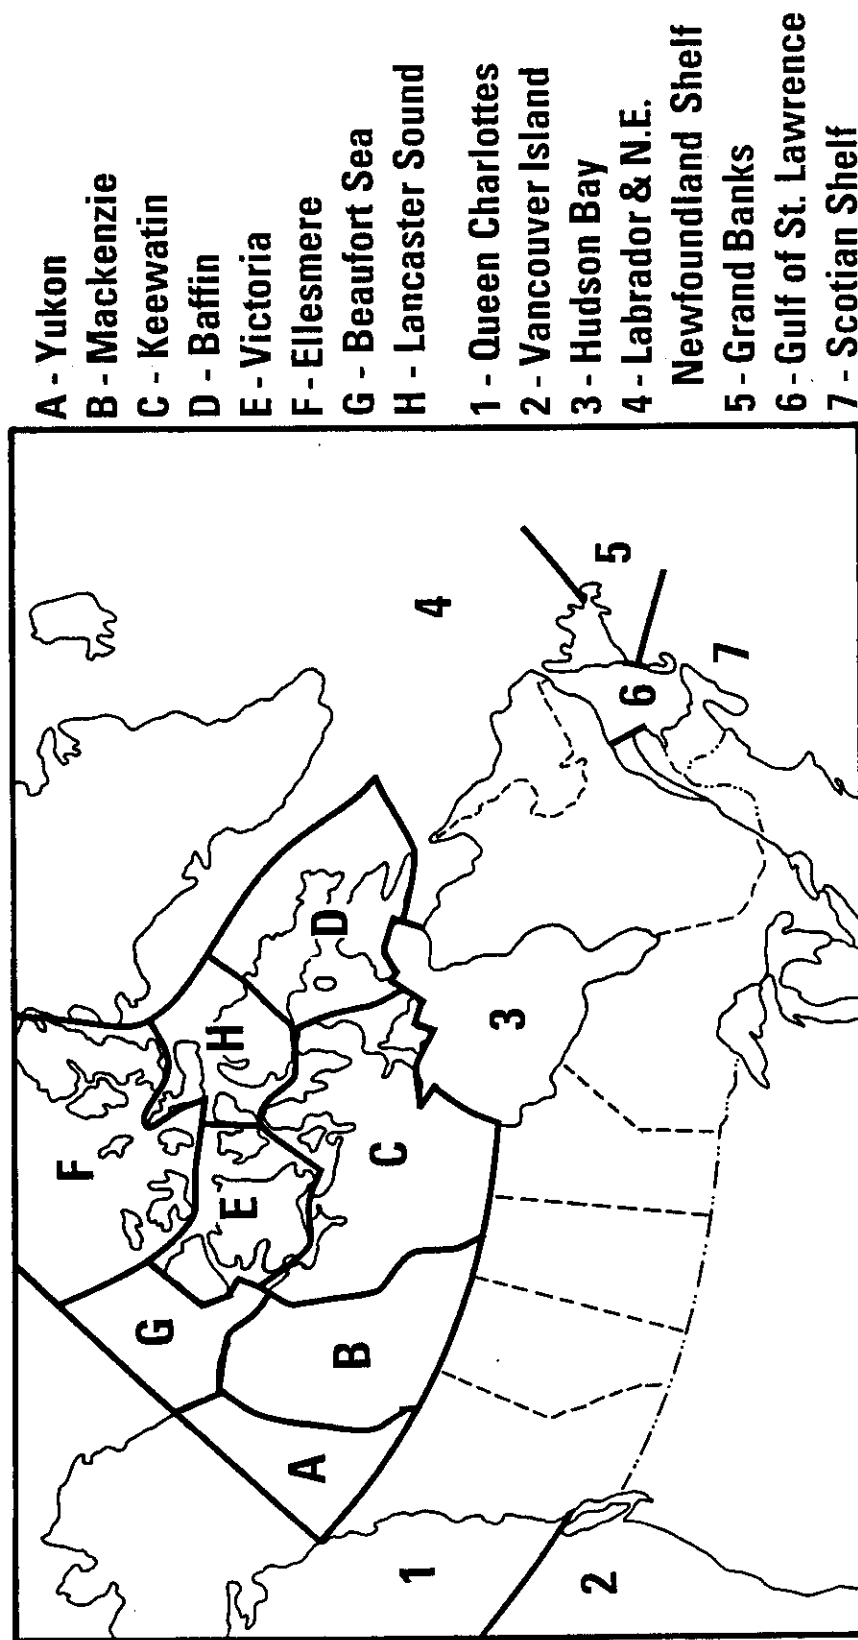 A - Yukon
B - Mackenzie
C - Keewatin
D - Baffin
E - Victoria
F - Ellesmere
G - Beaufort Sea
H - Lancaster Sound
1 - Queen Charlottes
2 - Vancouver Island
3 - Hudson Bay
4 - Labrador & N.E.
Newfoundland Shelf
5 - Grand Banks
6 - Gulf of St. Lawrence
7 - Scotian Shelf
F
H
G
E
D
C
B
A
4
3
5
6
7
1
2